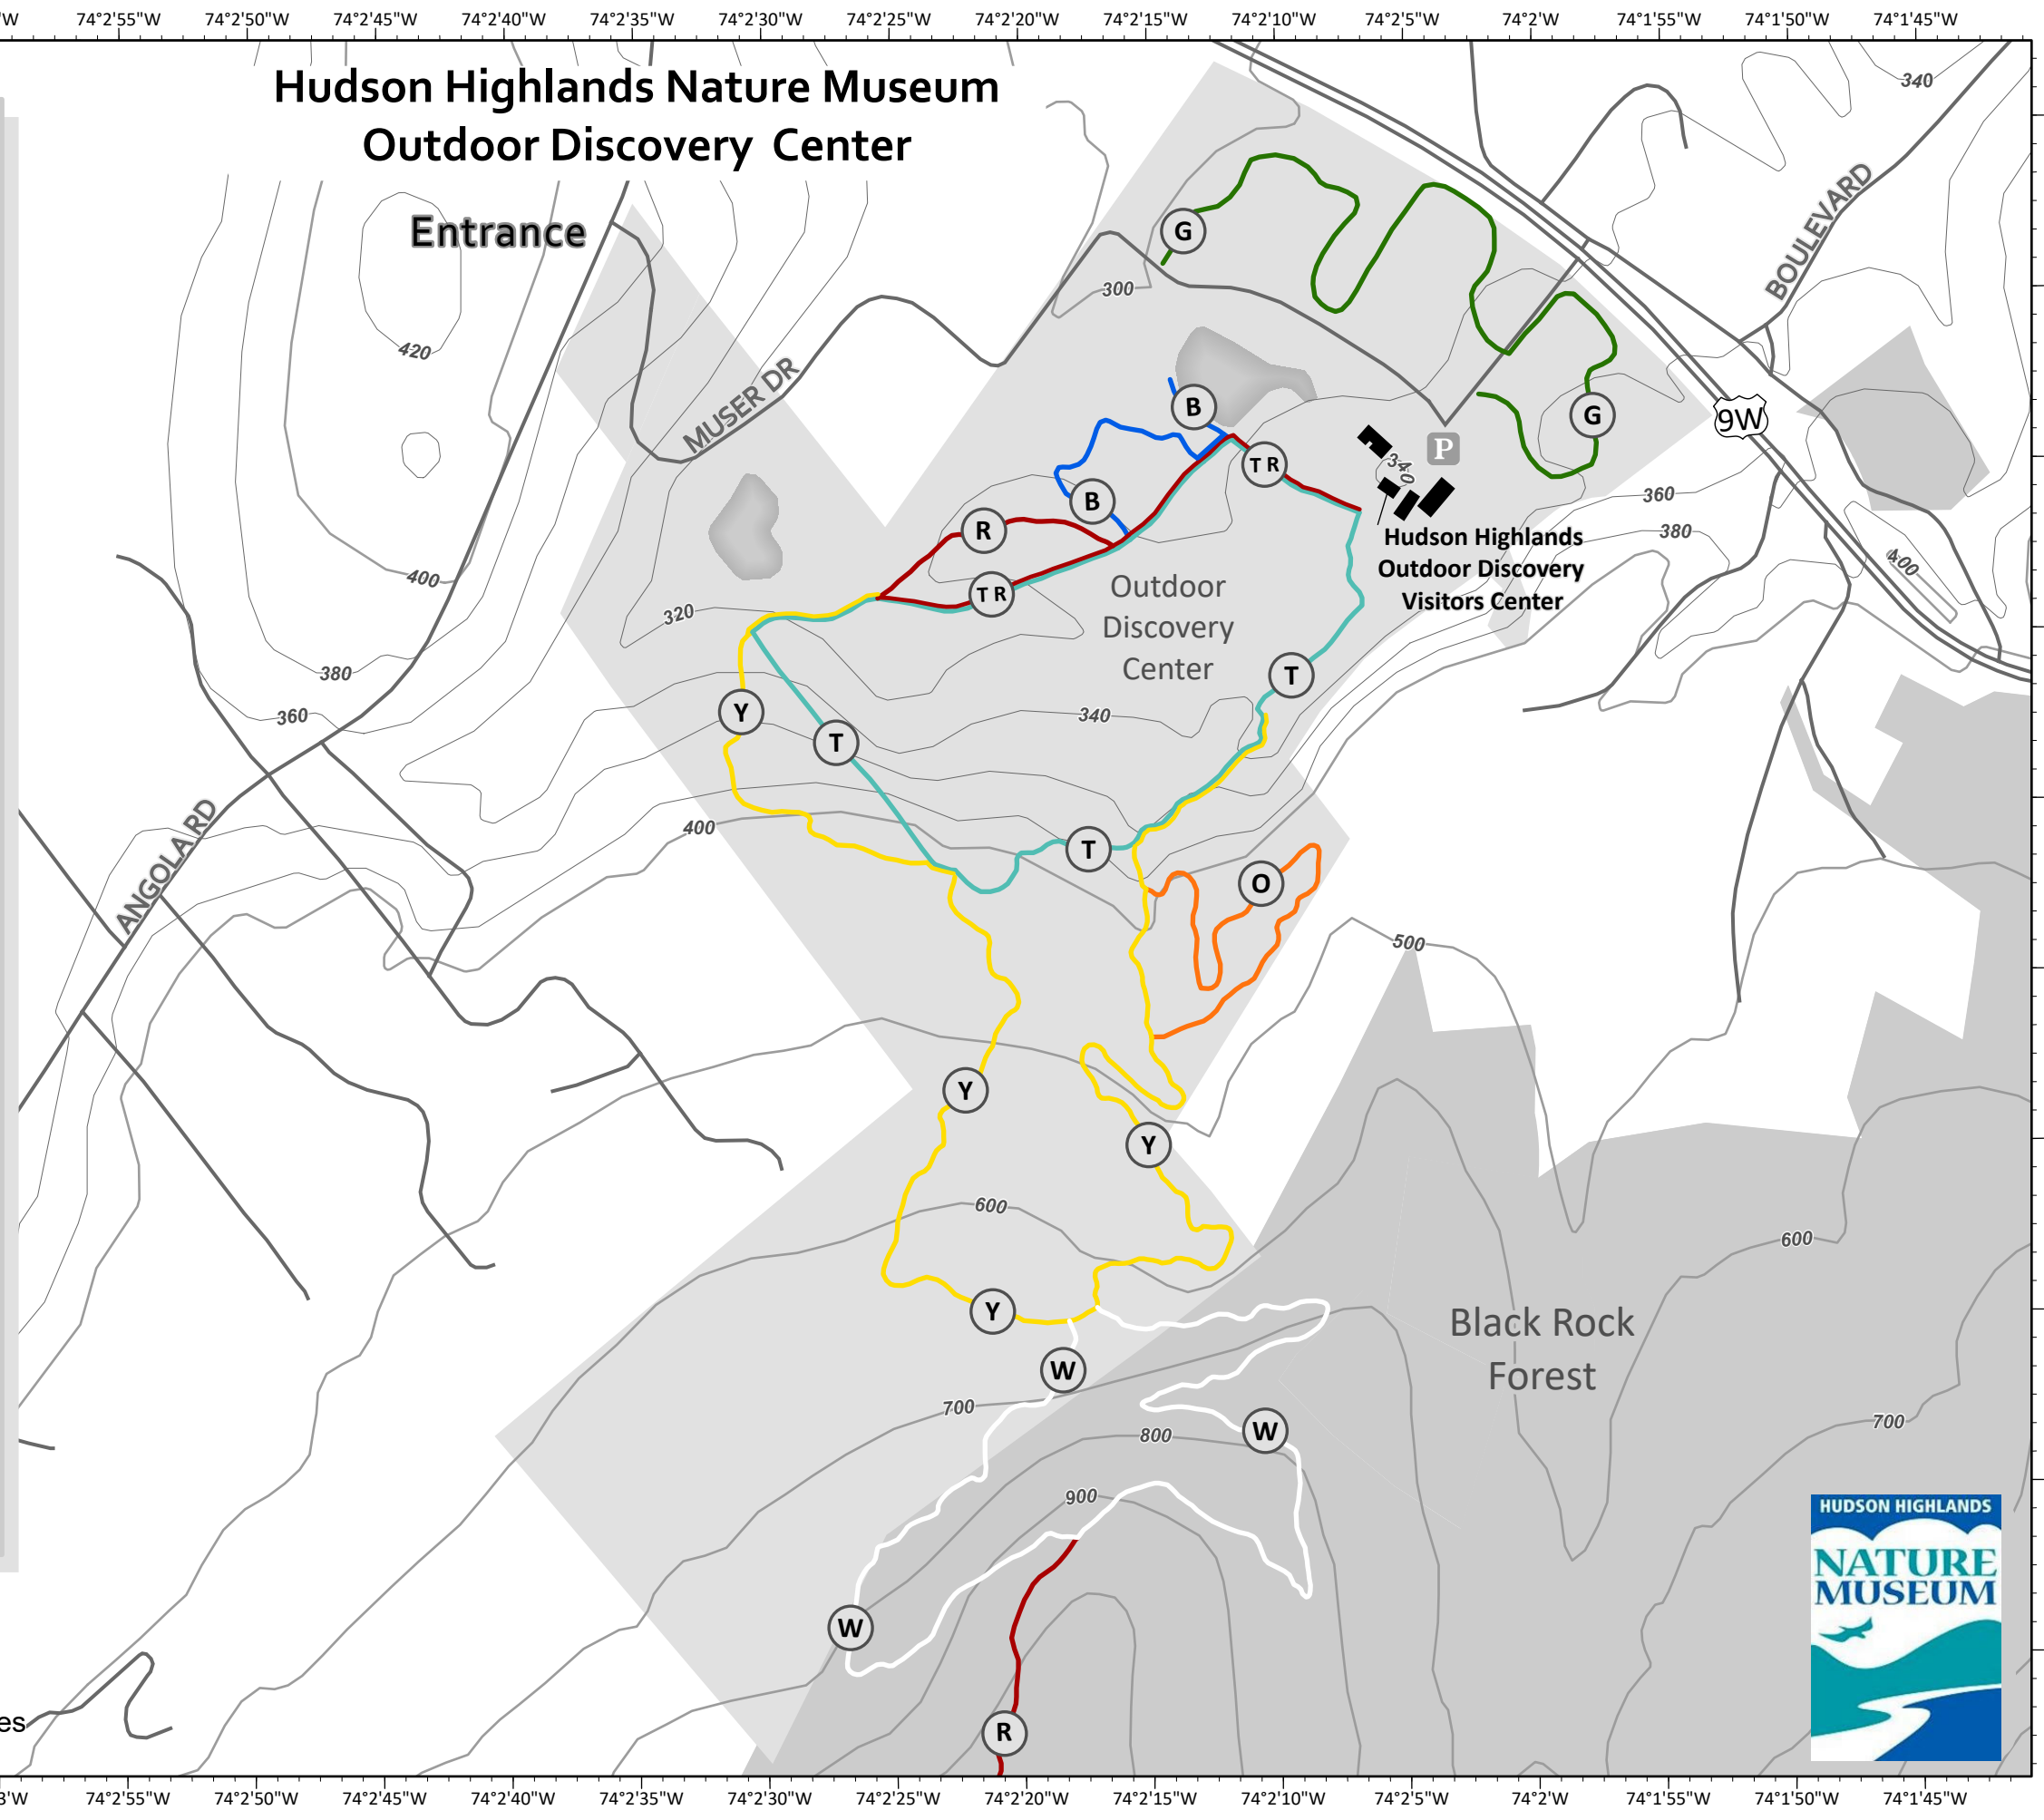 74°2'55"W 74°2'50"W 74°2'45"W 74°2'40"W 74°2'35"W 74°2'30"W 74°2'25"W 74°2'20"W 74°2'15"W 74°2'10"W 74°2'5"W 74°2'W 74°1'55"W 74°1'50"W 74°1'45"W
Hudson Highlands Nature Museum
Outdoor Discovery Center
340
Entrance
BOULEVARD
G
300
420
MUSER DR
B
G
9W
P
T R
340
360
B
R
380
Hudson Highlands
Outdoor Discovery
Visitors Center
400
400
T R
Outdoor
Discovery
Center
320
380
T
360
Y
340
T
400
ANGOLA RD
T
O
500
Y
Y
600
600
Y
Black Rock
Forest
W
700
700
800
W
900
HUDSON HIGHLANDS
NATURE
MUSEUM
W
es
R
3'W 74°2'55"W 74°2'50"W 74°2'45"W 74°2'40"W 74°2'35"W 74°2'30"W 74°2'25"W 74°2'20"W 74°2'15"W 74°2'10"W 74°2'5"W 74°2'W 74°1'55"W 74°1'50"W 74°1'45"W